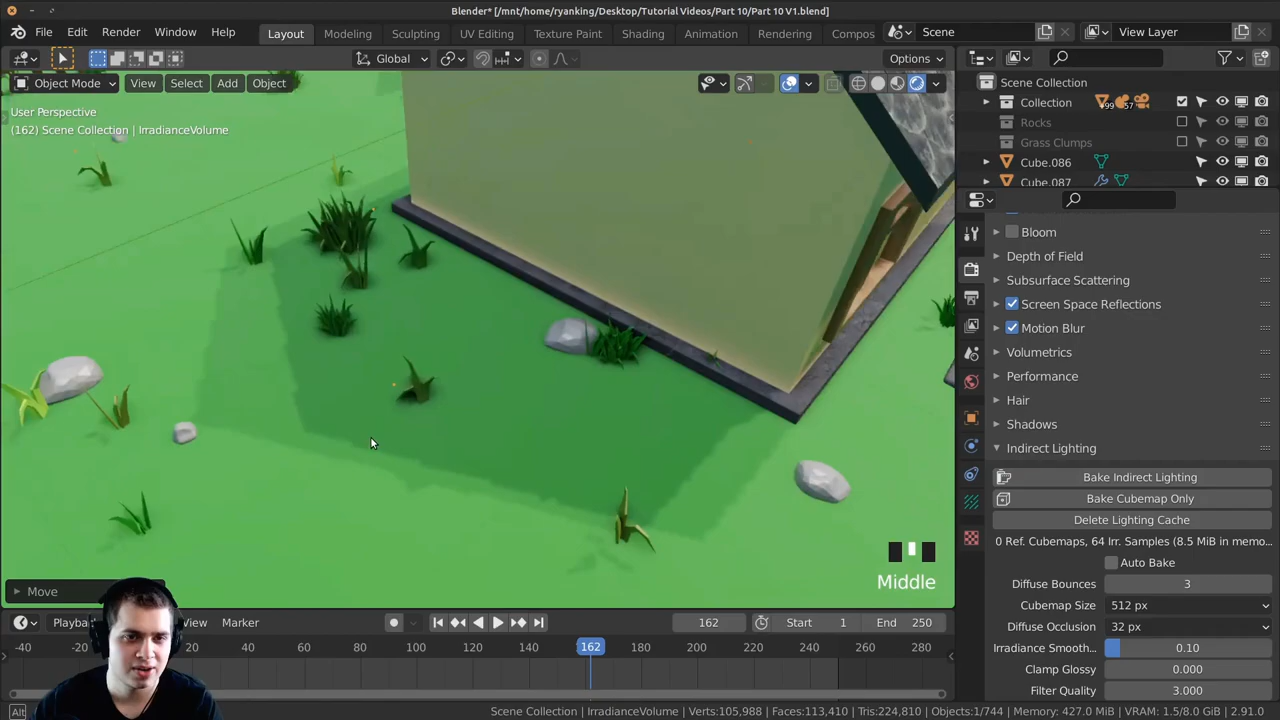 Blender* [/mnt/home/ryanking/Desktop/Tutorial Videos/Part 10/Part 10 V1.blend]
File Edit Render Window Help Layout Modeling Sculpting UV Editing Texture Paint Shading Animation Rendering Compos Scene View Layer
Global Options
Object Mode View Select Add Object
User Perspective
(162) Scene Collection | IrradianceVolume
Scene Collection
Collection 99 57
Rocks
Grass Clumps
Cube.086
Cube.087
Bloom
Depth of Field
Subsurface Scattering
Screen Space Reflections
Motion Blur
Volumetrics
Performance
Hair
Shadows
Indirect Lighting
Bake Indirect Lighting
Bake Cubemap Only
Delete Lighting Cache
0 Ref. Cubemaps, 64 Irr. Samples (8.5 MiB in memo...
Auto Bake
Diffuse Bounces 3
Cubemap Size 512 px
Diffuse Occlusion 32 px
Irradiance Smooth... 0.10
Clamp Glossy 0.000
Filter Quality 3.000
Middle
Move
Playba View Marker 162 Start 1 End 250
-40 -20 80 100 120 140 162 180 200 220 240 260 280
Alt
Scene Collection | IrradianceVolume | Verts:105,988 | Faces:113,410 | Tris:224,810 | Objects:1/744 | Memory: 427.0 MiB | VRAM: 1.5/8.0 GiB | 2.91.0